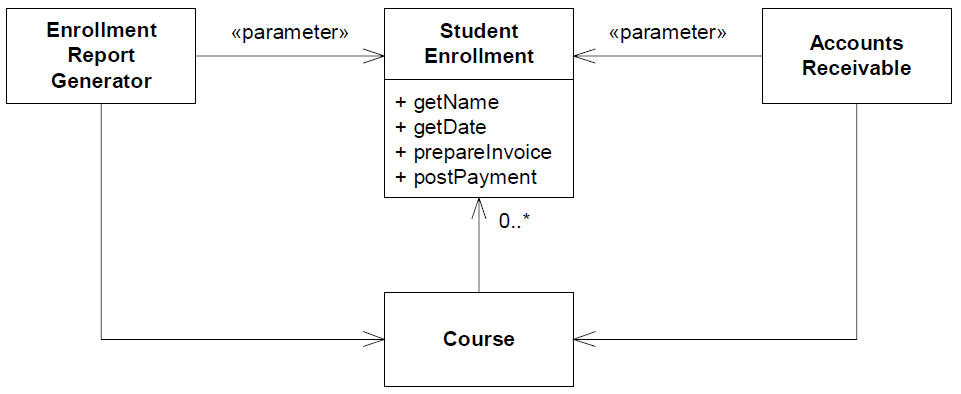 Enrollment
Report
Generator
«parameter»
Student
Enrollment
«parameter»
Accounts
Receivable
+ getName
+ getDate
+ prepareInvoice
+ postPayment
0..*
Course